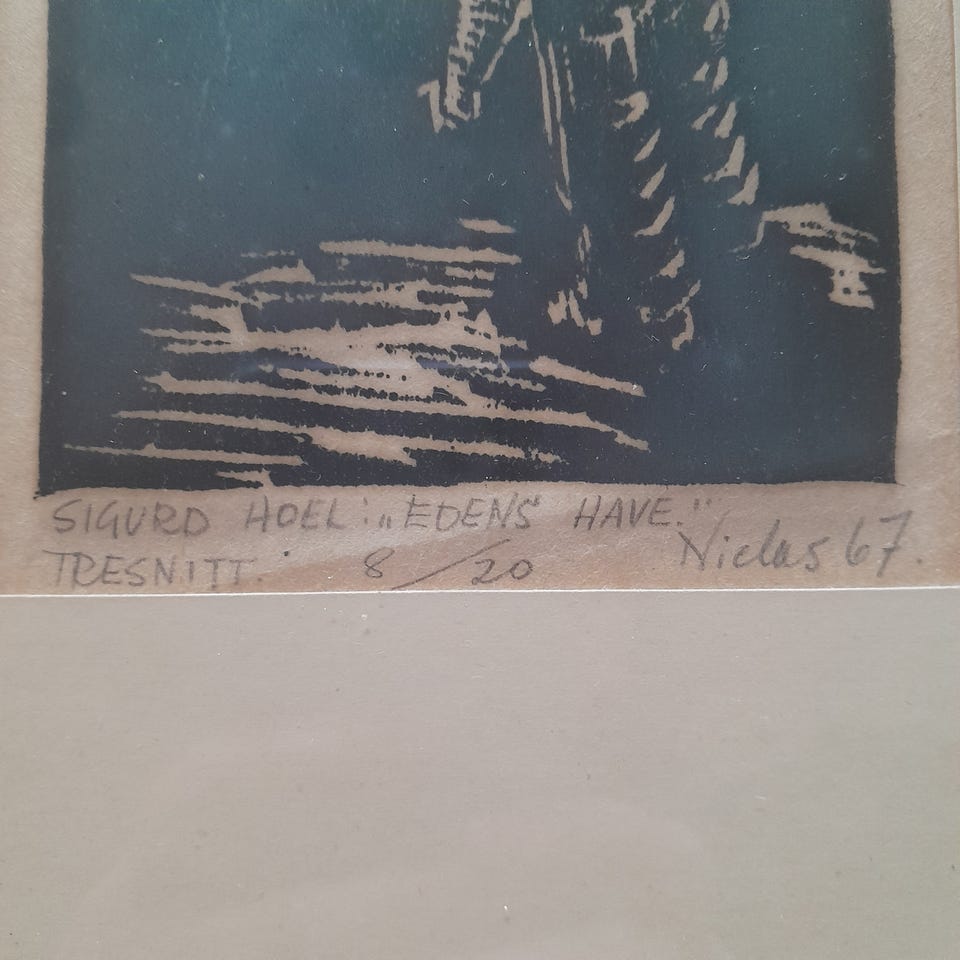 SIGURD HOEL: „EDENS HAVE.”
TRESNITT. 8/20 Niclas 67.